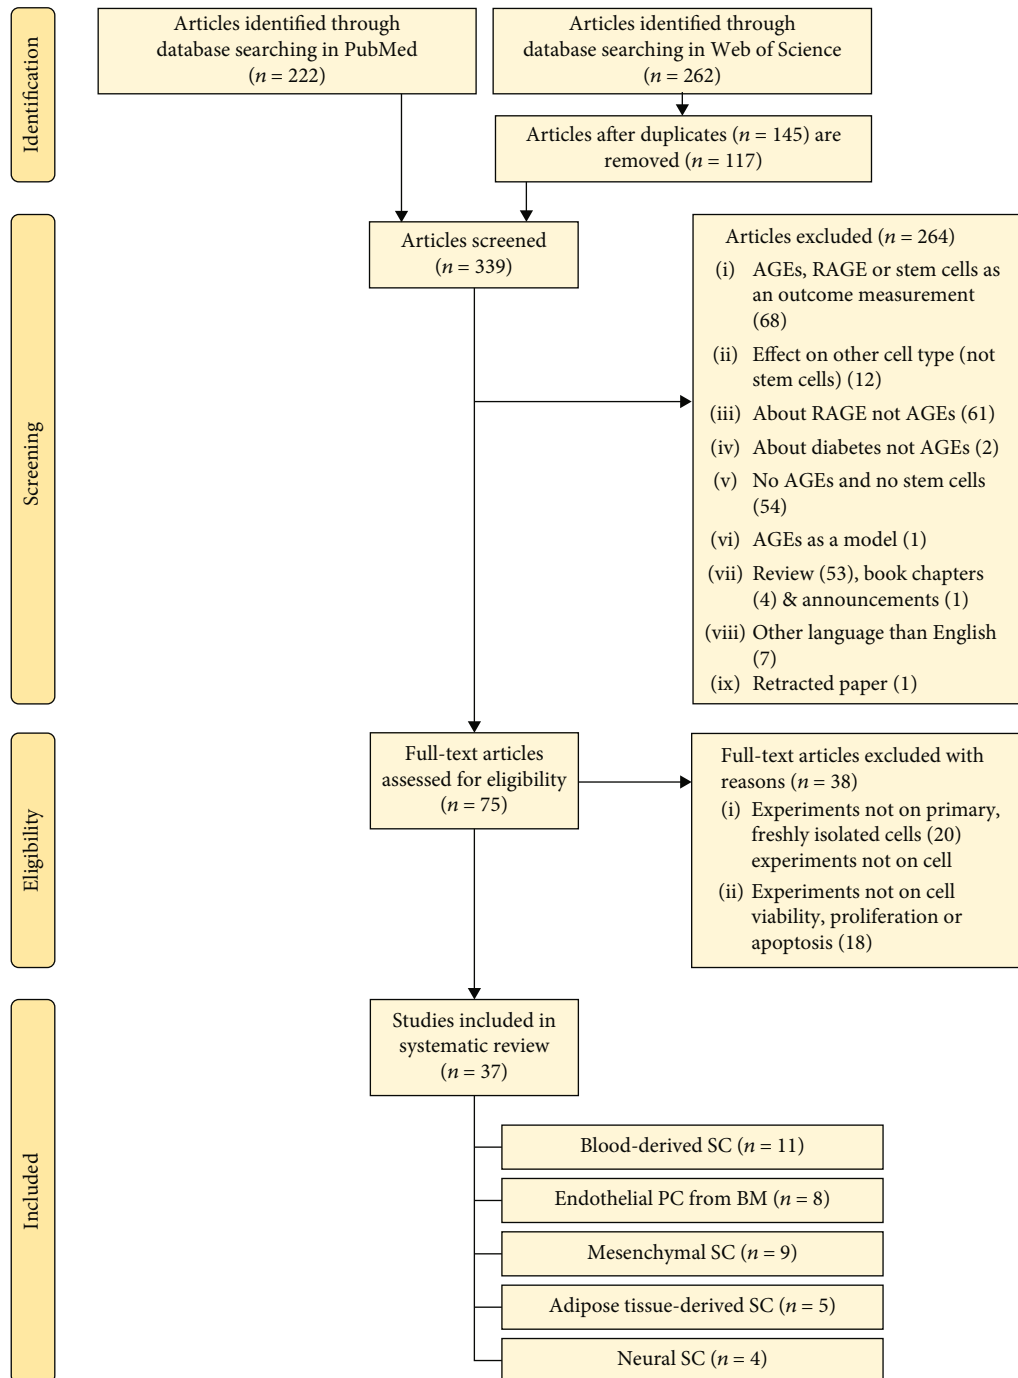 Identification
Articles identified through
database searching in PubMed
(n = 222)
Articles identified through
database searching in Web of Science
(n = 262)
Articles after duplicates (n = 145) are
removed (n = 117)
Screening
Articles screened
(n = 339)
Articles excluded (n = 264)
(i) AGEs, RAGE or stem cells as
an outcome measurement
(68)
(ii) Effect on other cell type (not
stem cells) (12)
(iii) About RAGE not AGEs (61)
(iv) About diabetes not AGEs (2)
(v) No AGEs and no stem cells
(54)
(vi) AGEs as a model (1)
(vii) Review (53), book chapters
(4) & announcements (1)
(viii) Other language than English
(7)
(ix) Retracted paper (1)
Eligibility
Full-text articles
assessed for eligibility
(n = 75)
Full-text articles excluded with
reasons (n = 38)
(i) Experiments not on primary,
freshly isolated cells (20)
experiments not on cell
(ii) Experiments not on cell
viability, proliferation or
apoptosis (18)
Included
Studies included in
systematic review
(n = 37)
Blood-derived SC (n = 11)
Endothelial PC from BM (n = 8)
Mesenchymal SC (n = 9)
Adipose tissue-derived SC (n = 5)
Neural SC (n = 4)